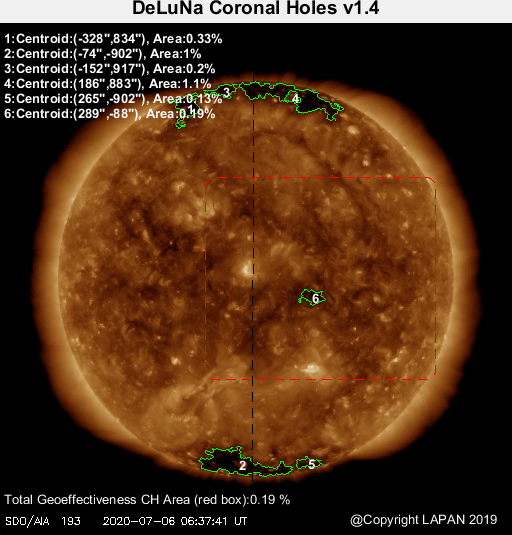 DeLuNa Coronal Holes v1.4
1:Centroid:(-328",834"), Area:0.33%
2:Centroid:(-74",-902"), Area:1%
3:Centroid:(-152",917"), Area:0.2%
4:Centroid:(186",883"), Area:1.1%
5:Centroid:(265",-902"), Area:0.13%
6:Centroid:(289",-88"), Area:0.19%
3
4
1
6
2
5
Total Geoeffectiveness CH Area (red box):0.19 %
SDO/AIA 193 2020-07-06 06:37:41 UT
@Copyright LAPAN 2019